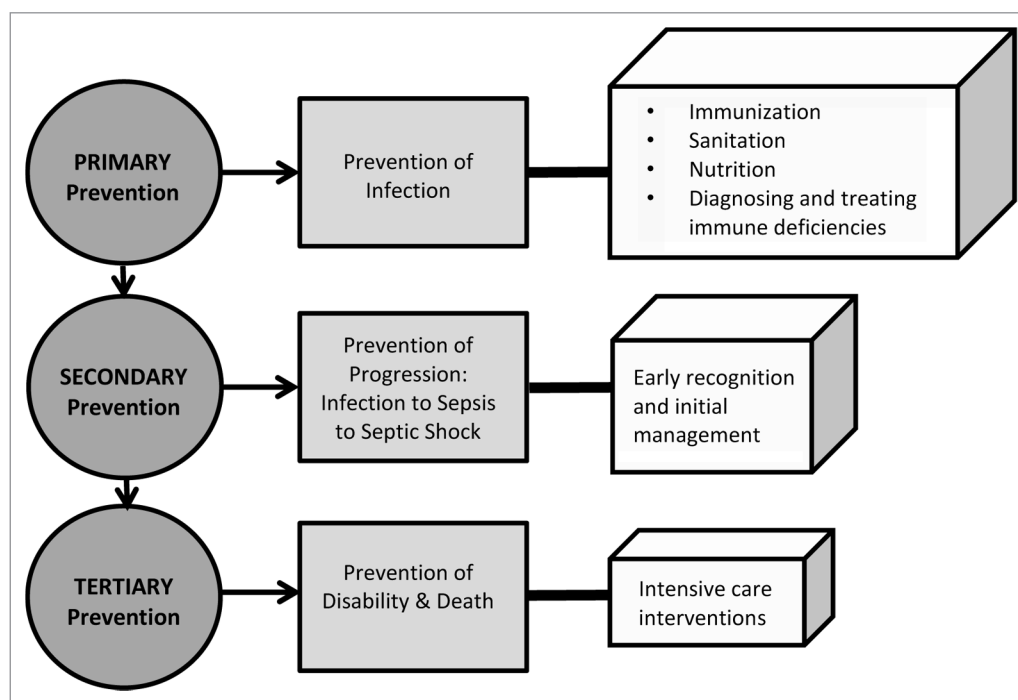 PRIMARY
Prevention
Prevention of
Infection
• Immunization
• Sanitation
• Nutrition
• Diagnosing and treating
immune deficiencies
SECONDARY
Prevention
Prevention of
Progression:
Infection to Sepsis
to Septic Shock
Early recognition
and initial
management
TERTIARY
Prevention
Prevention of
Disability & Death
Intensive care
interventions